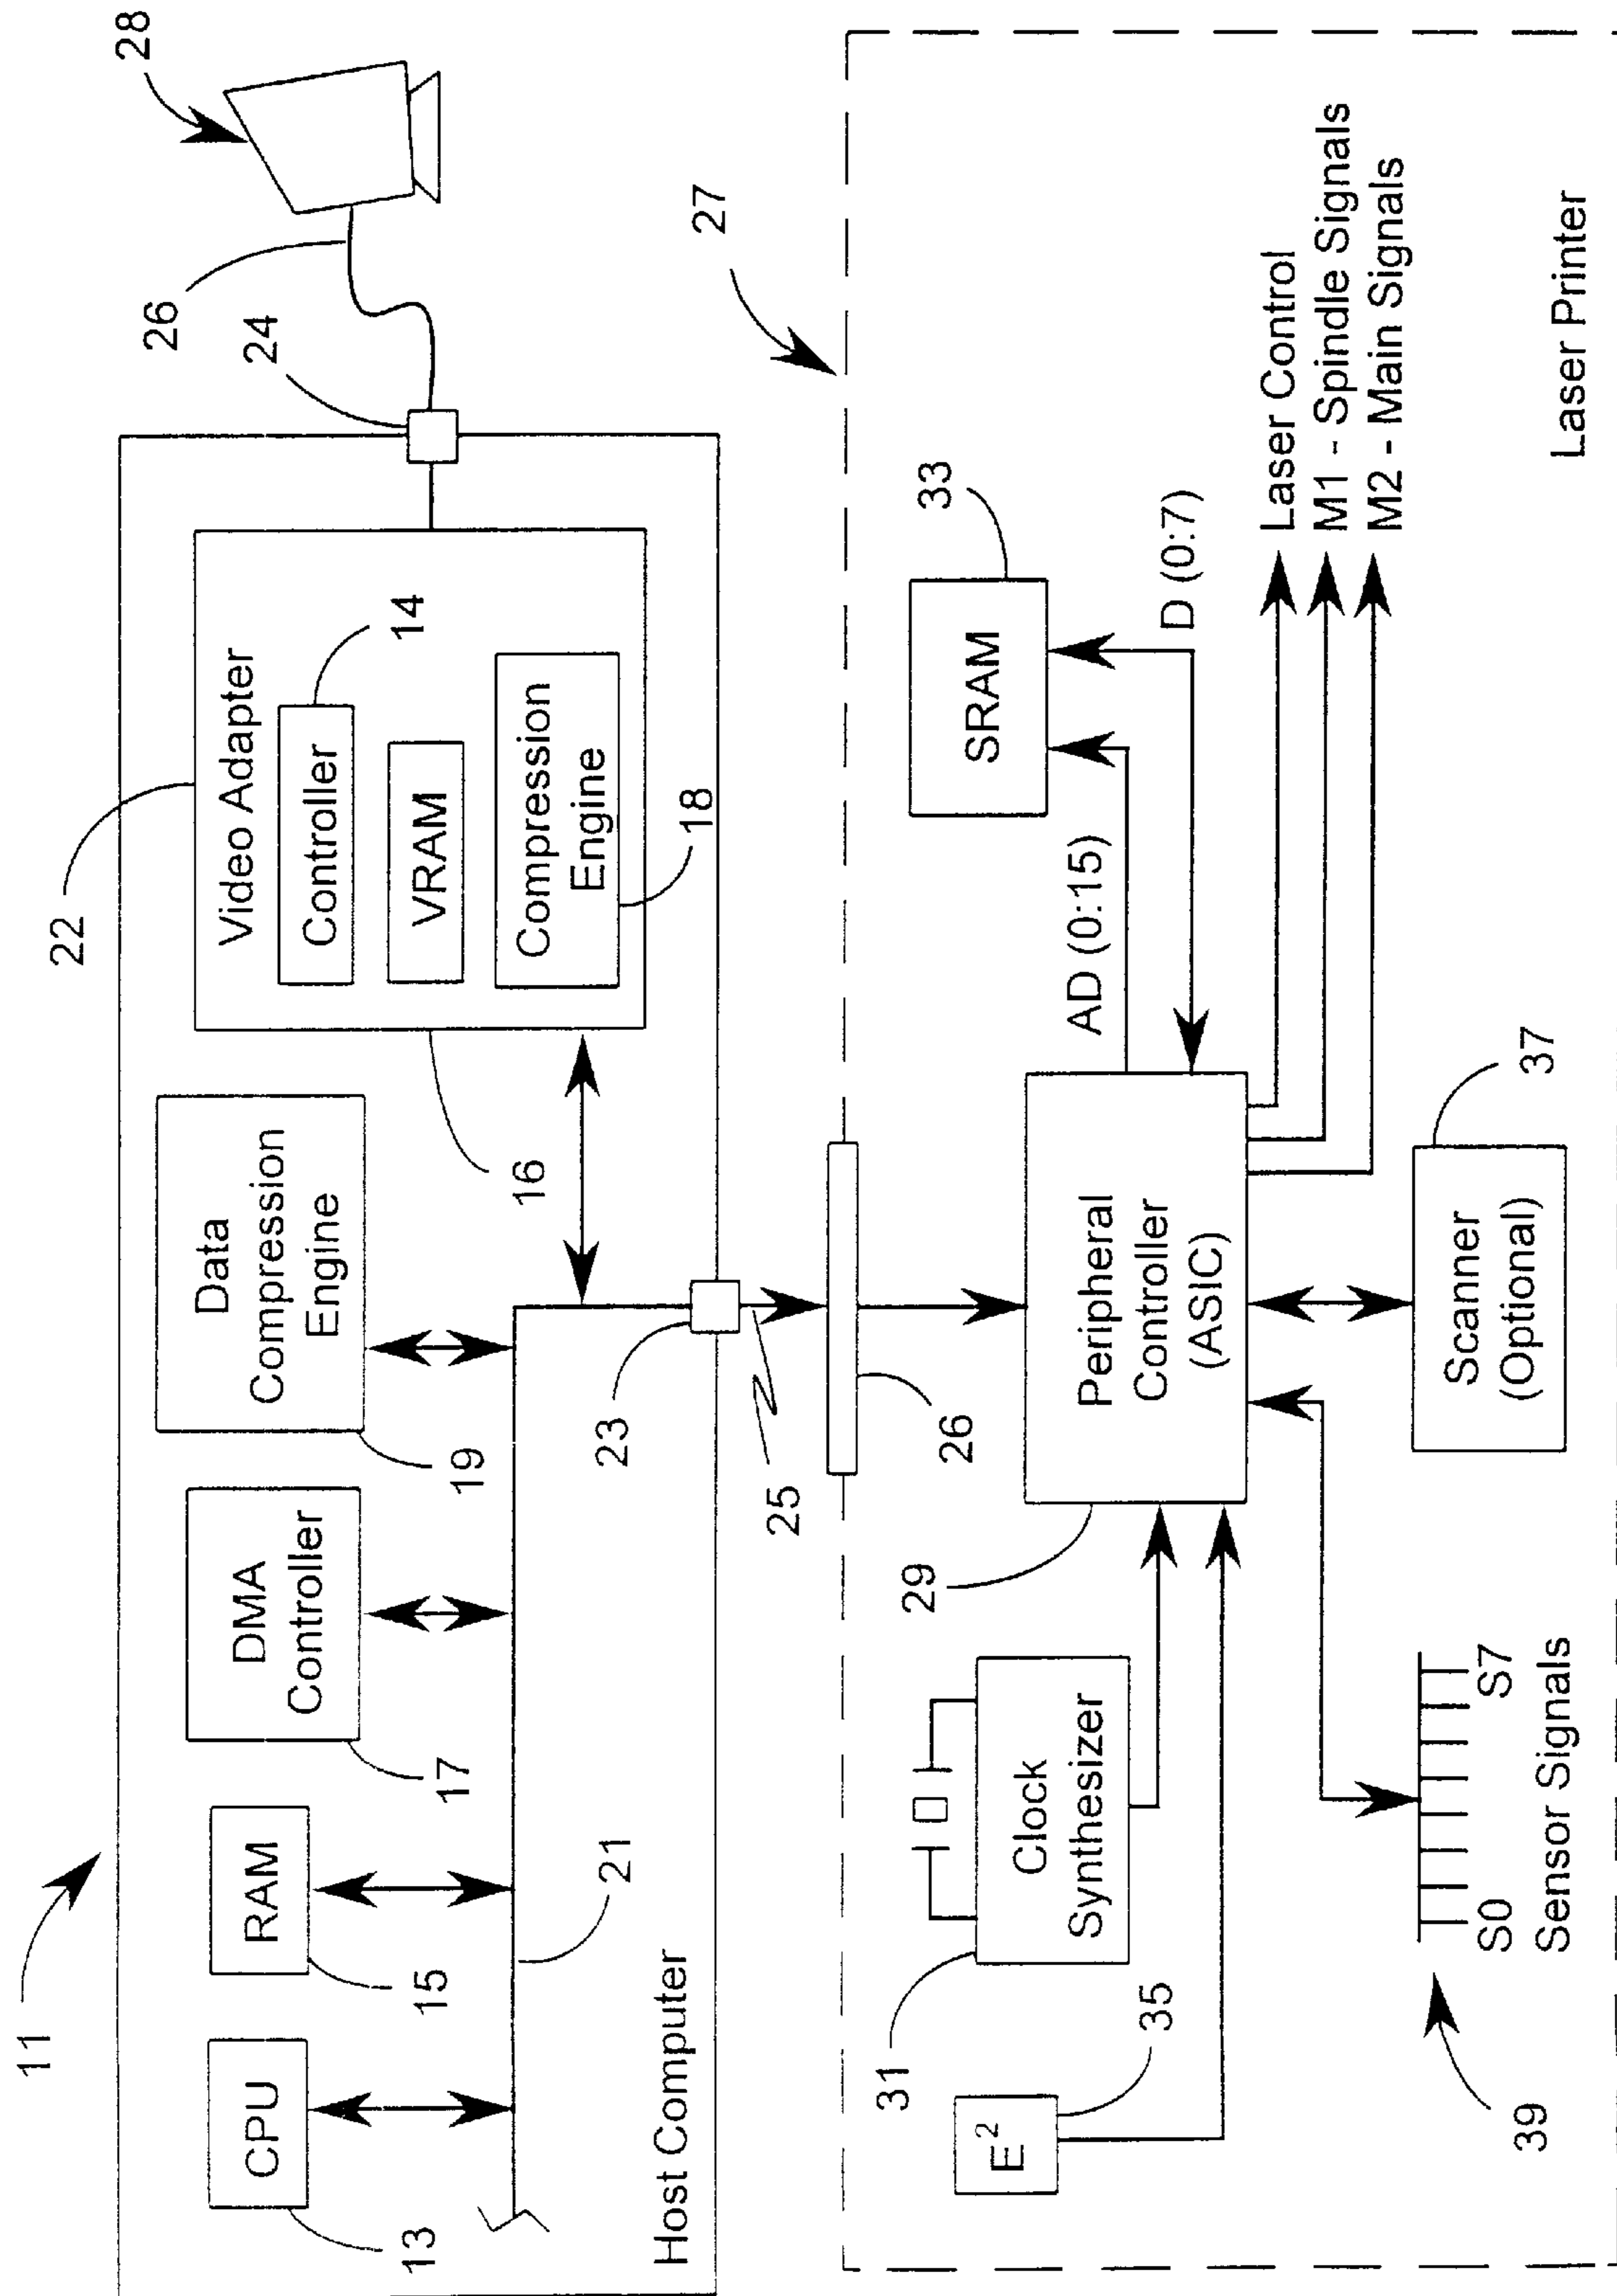 11
22
28
CPU
13
RAM
15
DMA
Controller
17
Data
Compression
Engine
19
Video Adapter
Controller
14
VRAM
16
Compression
Engine
18
24
26
21
23
Host Computer
25
26
27
E²
35
Clock
Synthesizer
31
29
Peripheral
Controller
(ASIC)
AD (0:15)
SRAM
33
D (0:7)
Laser Control
M1 - Spindle Signals
M2 - Main Signals
Scanner
(Optional)
37
S0
S7
Sensor Signals
39
Laser Printer